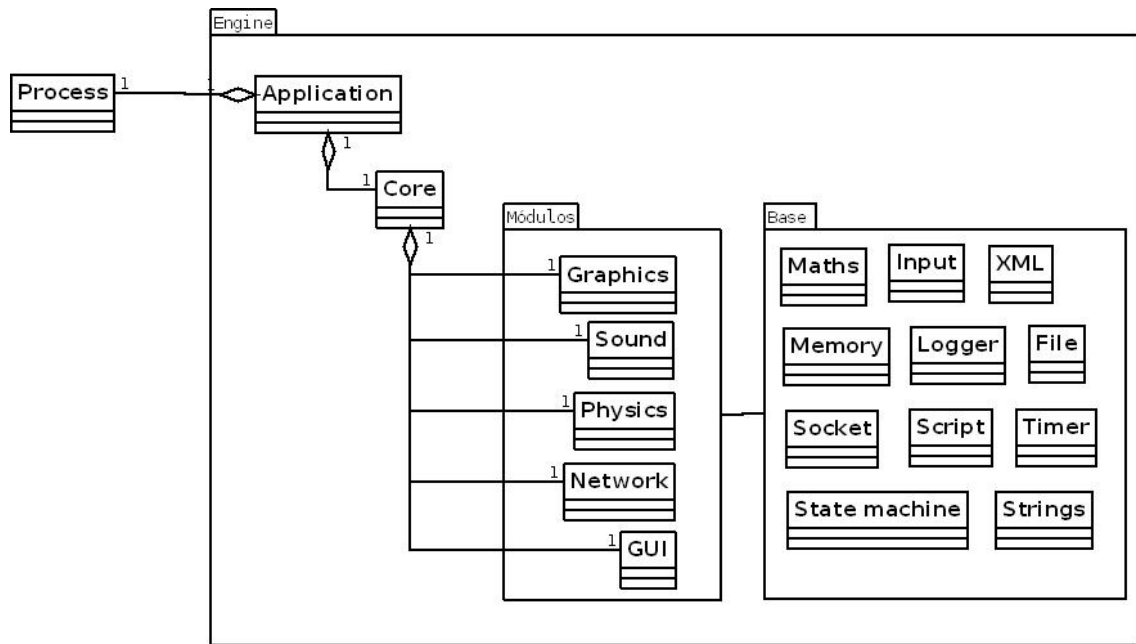 Engine
Process
1
1
Application
1
1
Core
1
Módulos
1
Graphics
1
Sound
1
Physics
1
Network
1
GUI
Base
Maths
Input
XML
Memory
Logger
File
Socket
Script
Timer
State machine
Strings